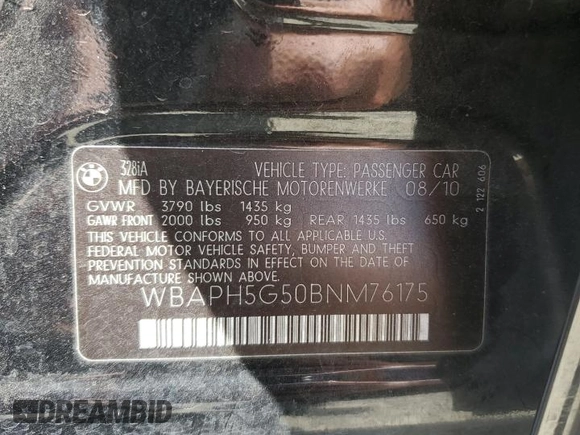 BMW
328iA
VEHICLE TYPE: PASSENGER CAR
MFD BY BAYERISCHE MOTORENWERKE 08/10
GVWR 3790 lbs 1435 kg
GAWR FRONT 2000 lbs 950 kg REAR 1435 lbs 650 kg
THIS VEHICLE CONFORMS TO ALL APPLICABLE U.S.
FEDERAL MOTOR VEHICLE SAFETY, BUMPER AND THEFT
PREVENTION STANDARDS IN EFFECT ON THE DATE OF
MANUFACTURE SHOWN ABOVE.
WBAPH5G50BNM76175
2 122 606
DREAMBID